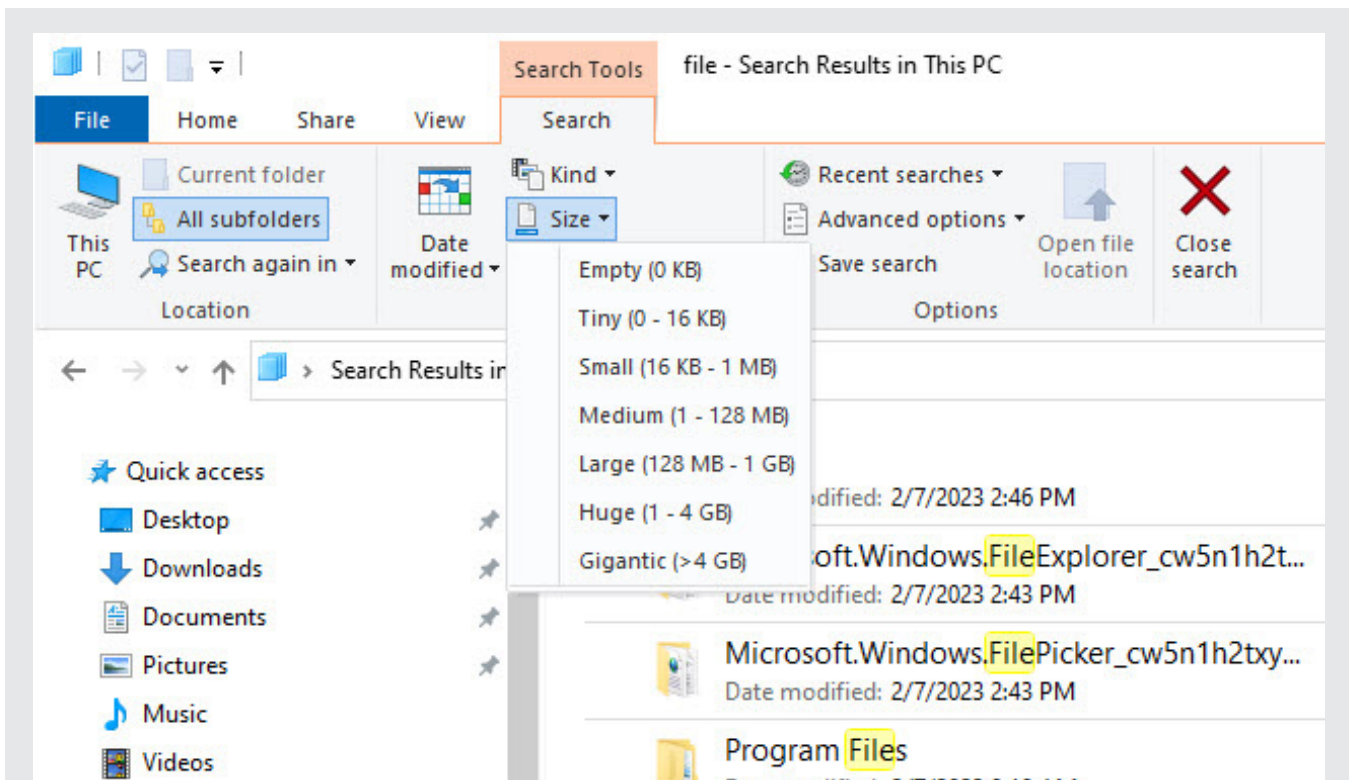 Search Tools
file - Search Results in This PC
File
Home
Share
View
Search
This PC
Current folder
All subfolders
Search again in
Location
Date modified
Kind
Size
Empty (0 KB)
Tiny (0 - 16 KB)
Small (16 KB - 1 MB)
Medium (1 - 128 MB)
Large (128 MB - 1 GB)
Huge (1 - 4 GB)
Gigantic (>4 GB)
Recent searches
Advanced options
Save search
Open file location
Options
Close search
Search Results in
Quick access
Desktop
Downloads
Documents
Pictures
Music
Videos
2/7/2023 2:46 PM
.Windows.FileExplorer_cw5n1h2t...
Date modified: 2/7/2023 2:43 PM
Microsoft.Windows.FilePicker_cw5n1h2txy...
Date modified: 2/7/2023 2:43 PM
Program Files